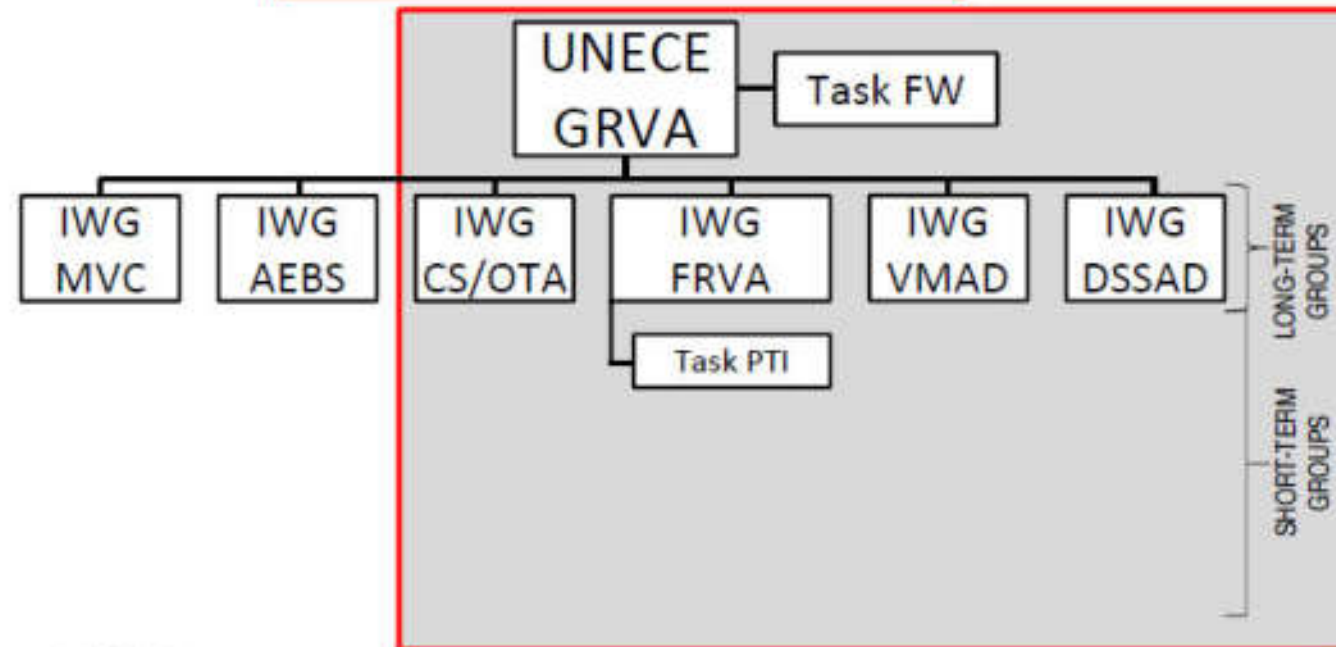 UNECE
GRVA
Task FW
IWG
MVC
IWG
AEBS
IWG
CS/OTA
IWG
FRVA
IWG
VMAD
IWG
DSSAD
Task PTI
LONG-TERM
GROUPS
SHORT-TERM
GROUPS